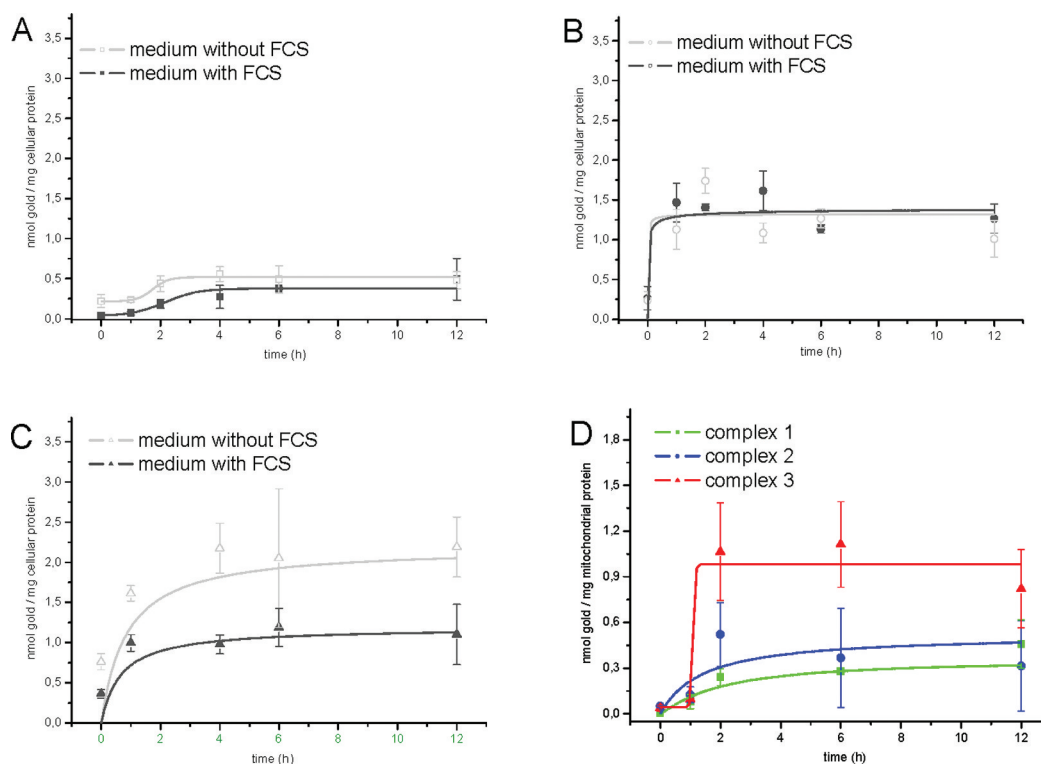 A
medium without FCS
medium with FCS
nmol gold / mg cellular protein
3,5
3,0
2,5
2,0
1,5
1,0
0,5
0,0
0 2 4 6 8 10 12
time (h)
B
medium without FCS
medium with FCS
nmol gold / mg cellular protein
3,5
3,0
2,5
2,0
1,5
1,0
0,5
0,0
0 2 4 6 8 10 12
time (h)
C
medium without FCS
medium with FCS
nmol gold / mg cellular protein
3,5
3,0
2,5
2,0
1,5
1,0
0,5
0,0
0 2 4 6 8 10 12
time (h)
D
complex 1
complex 2
complex 3
nmol gold / mg mitochondrial protein
1,8
1,5
1,2
0,9
0,6
0,3
0,0
0 2 4 6 8 10 12
time (h)